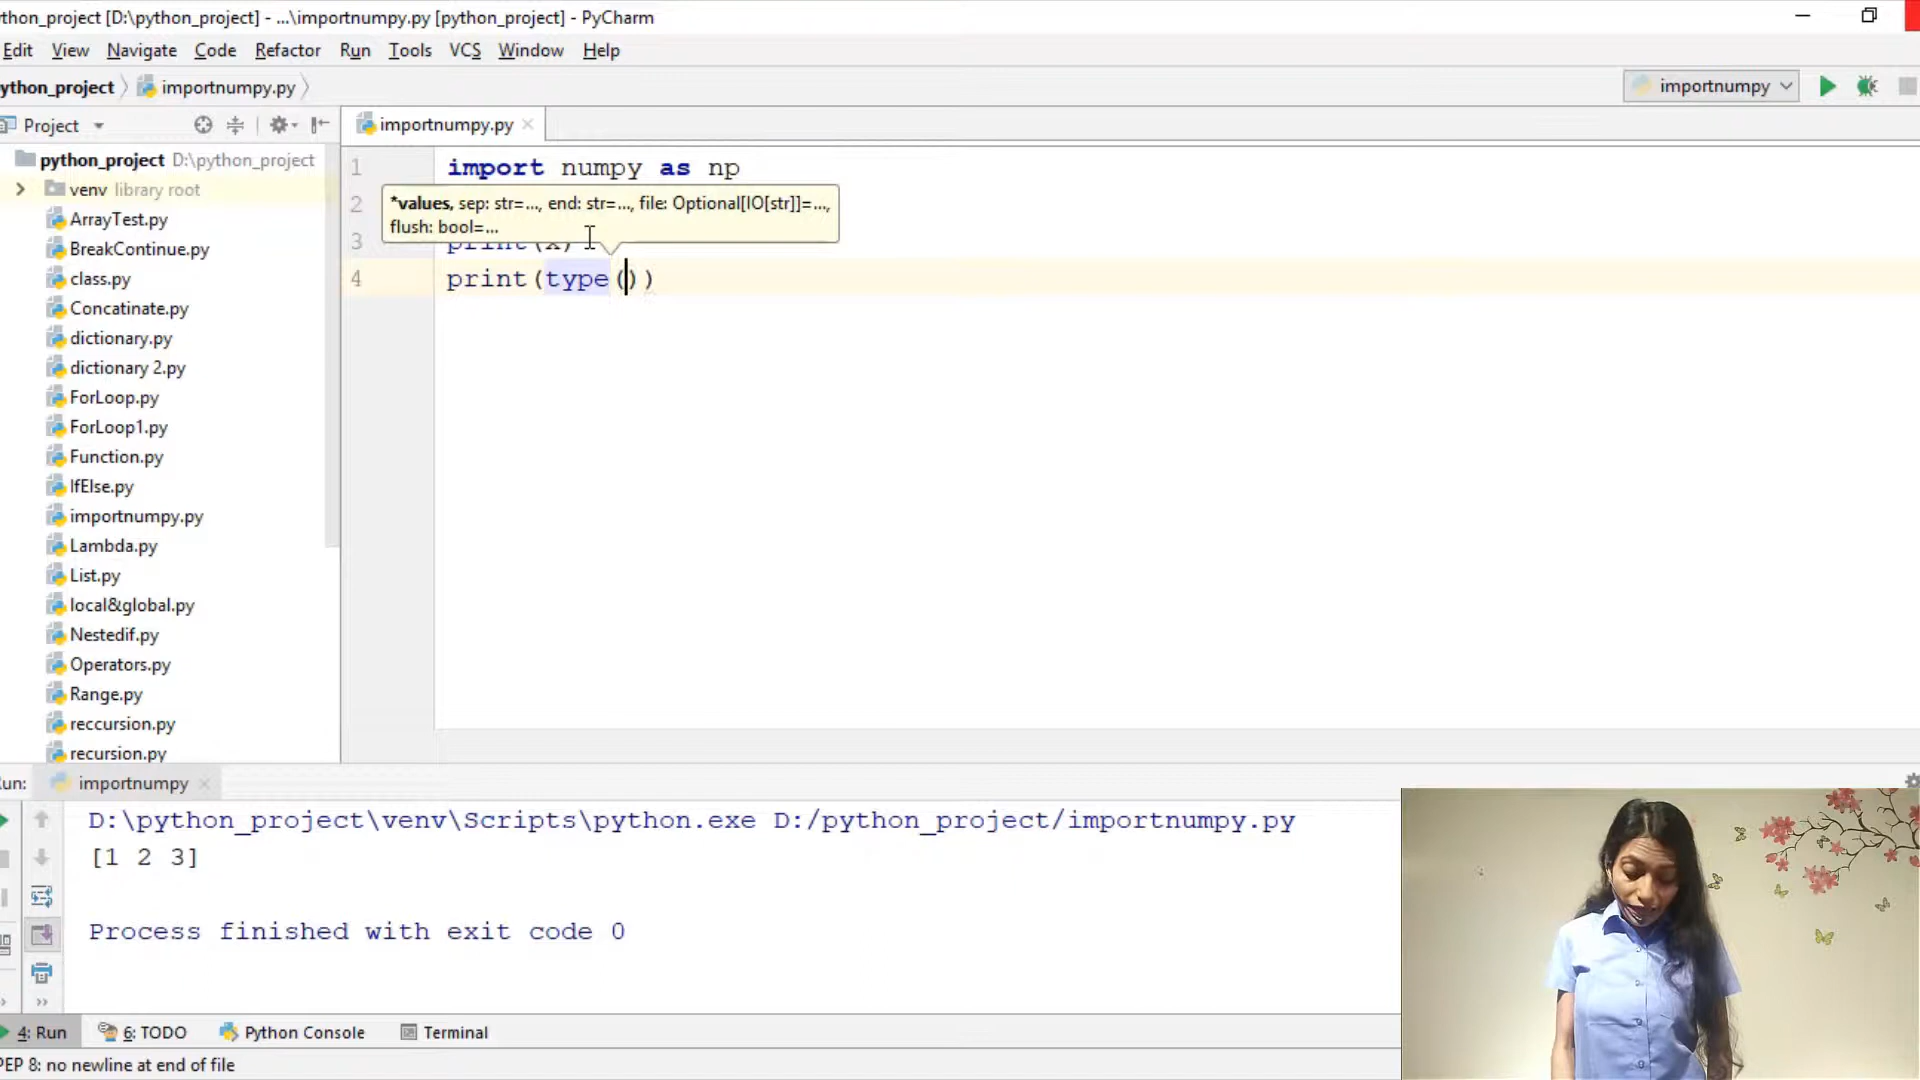 thon_project [D:\python_project] - ...\importnumpy.py [python_project] - PyCharm
Edit View Navigate Code Refactor Run Tools VCS Window Help
ython_project importnumpy.py importnumpy
Project importnumpy.py
python_project D:\python_project
venv library root
ArrayTest.py
BreakContinue.py
class.py
Concatinate.py
dictionary.py
dictionary 2.py
ForLoop.py
ForLoop1.py
Function.py
IfElse.py
importnumpy.py
Lambda.py
List.py
local&global.py
Nestedif.py
Operators.py
Range.py
reccursion.py
recursion.py
1 import numpy as np
2
*values, sep: str=..., end: str=..., file: Optional[IO[str]]=...,
flush: bool=...
3 print(x)
4 print(type())
un: importnumpy
D:\python_project\venv\Scripts\python.exe D:/python_project/importnumpy.py
[1 2 3]
Process finished with exit code 0
4: Run 6: TODO Python Console Terminal
PEP 8: no newline at end of file